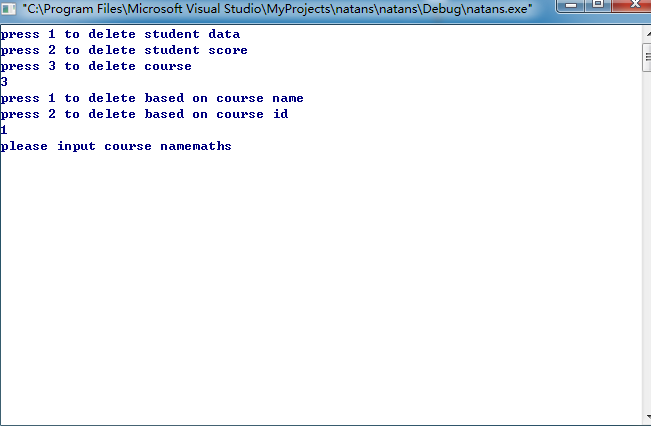 "C:\Program Files\Microsoft Visual Studio\MyProjects\natans\natans\Debug\natans.exe"
press 1 to delete student data
press 2 to delete student score
press 3 to delete course
3
press 1 to delete based on course name
press 2 to delete based on course id
1
please input course namemaths